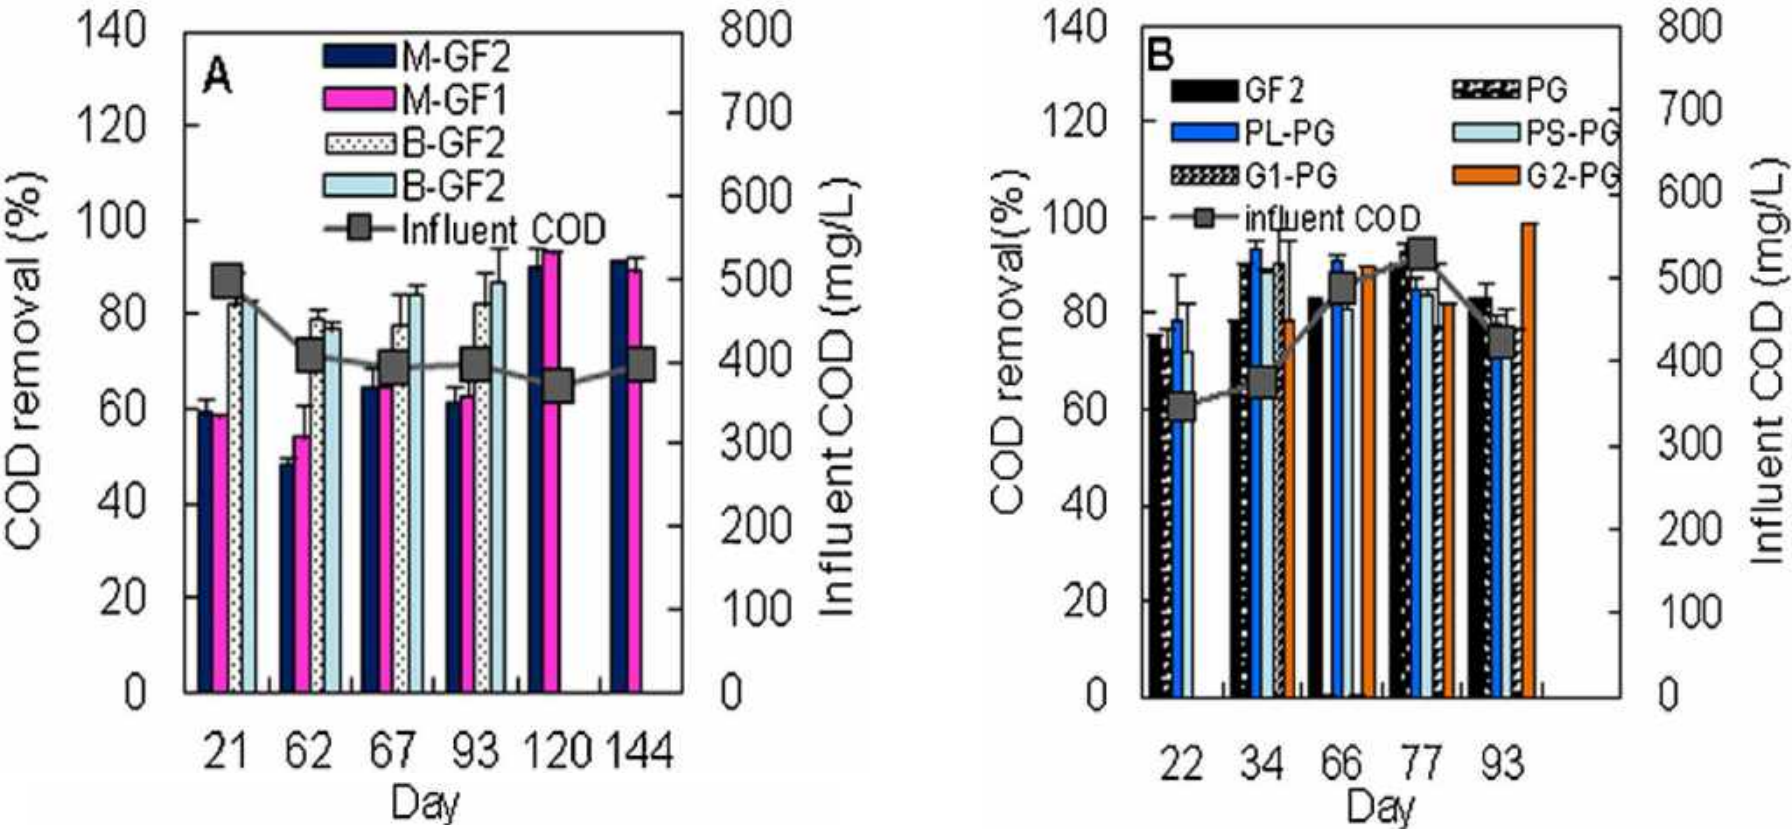 A
M-GF2
M-GF1
B-GF2
B-GF2
Influent COD
COD removal (%)
140
120
100
80
60
40
20
0
800
700
600
500
400
300
200
100
0
Influent COD (mg/L)
21 62 67 93 120 144
Day
B
GF2 PG
PL-PG PS-PG
G1-PG G2-PG
influent COD
COD removal(%)
140
120
100
80
60
40
20
0
800
700
600
500
400
300
200
100
0
Influent COD (mg/L)
22 34 66 77 93
Day